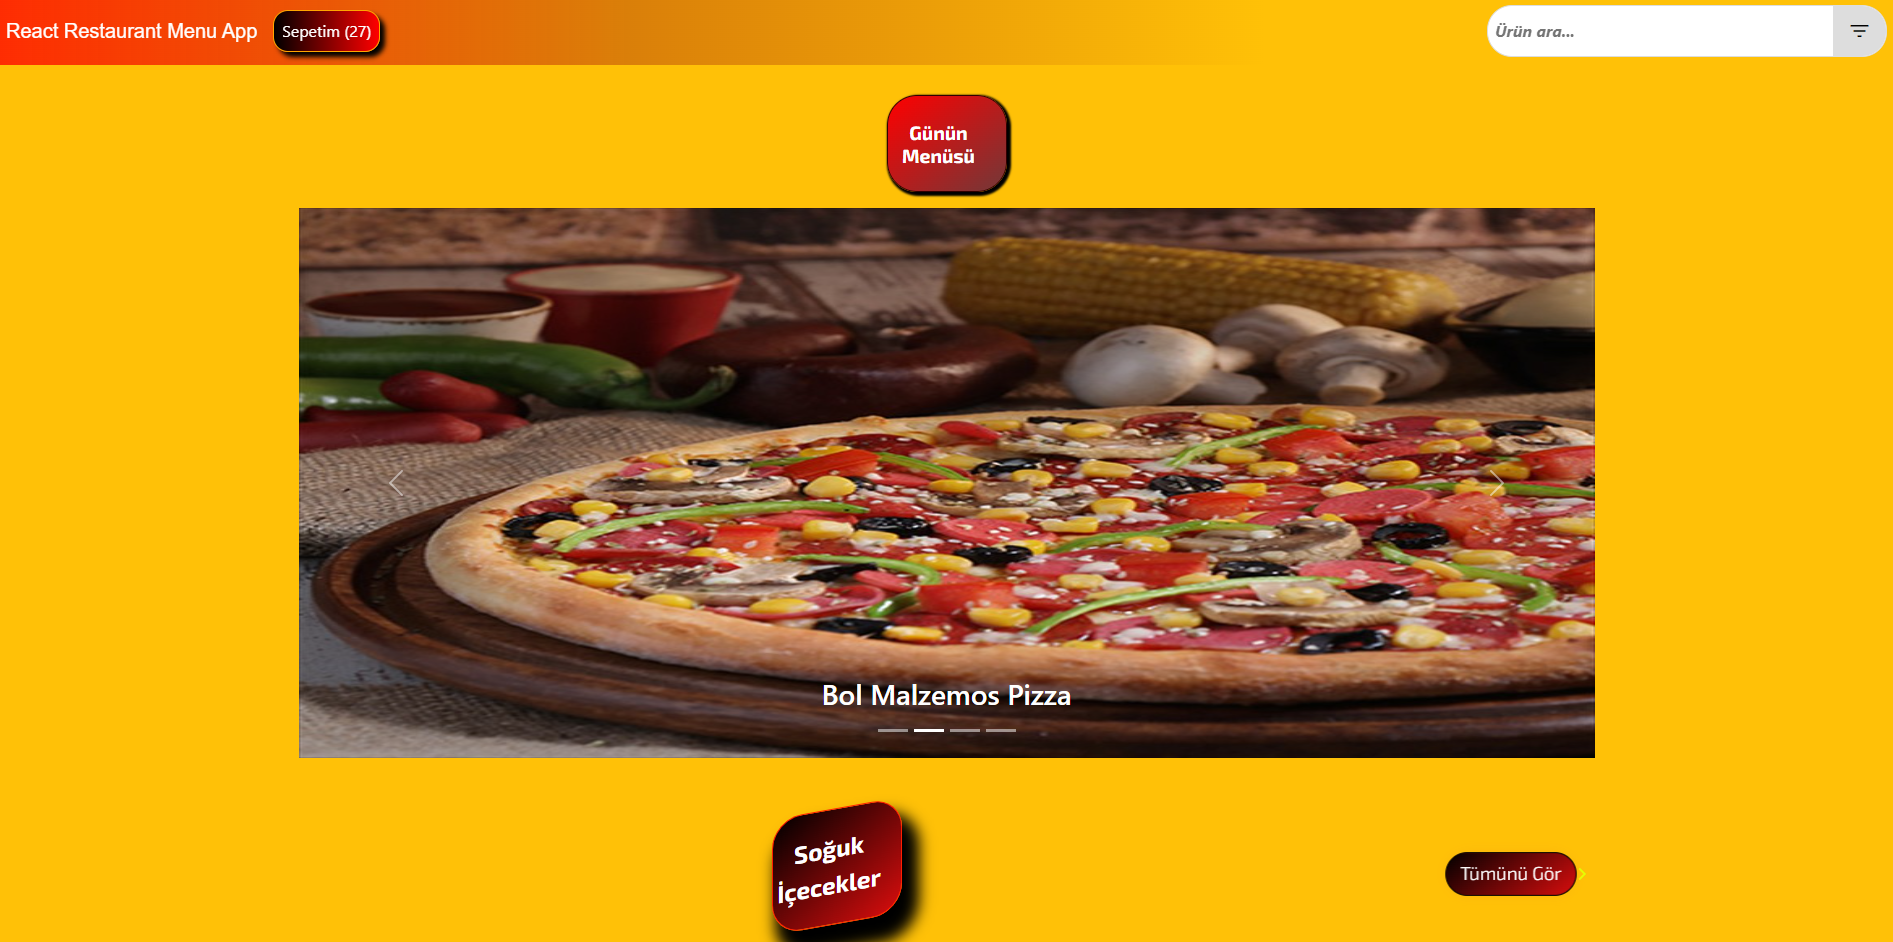 React Restaurant Menu App
Sepetim (27)
Ürün ara...
Günün
Menüsü
Bol Malzemos Pizza
Soğuk
İçecekler
Tümünü Gör